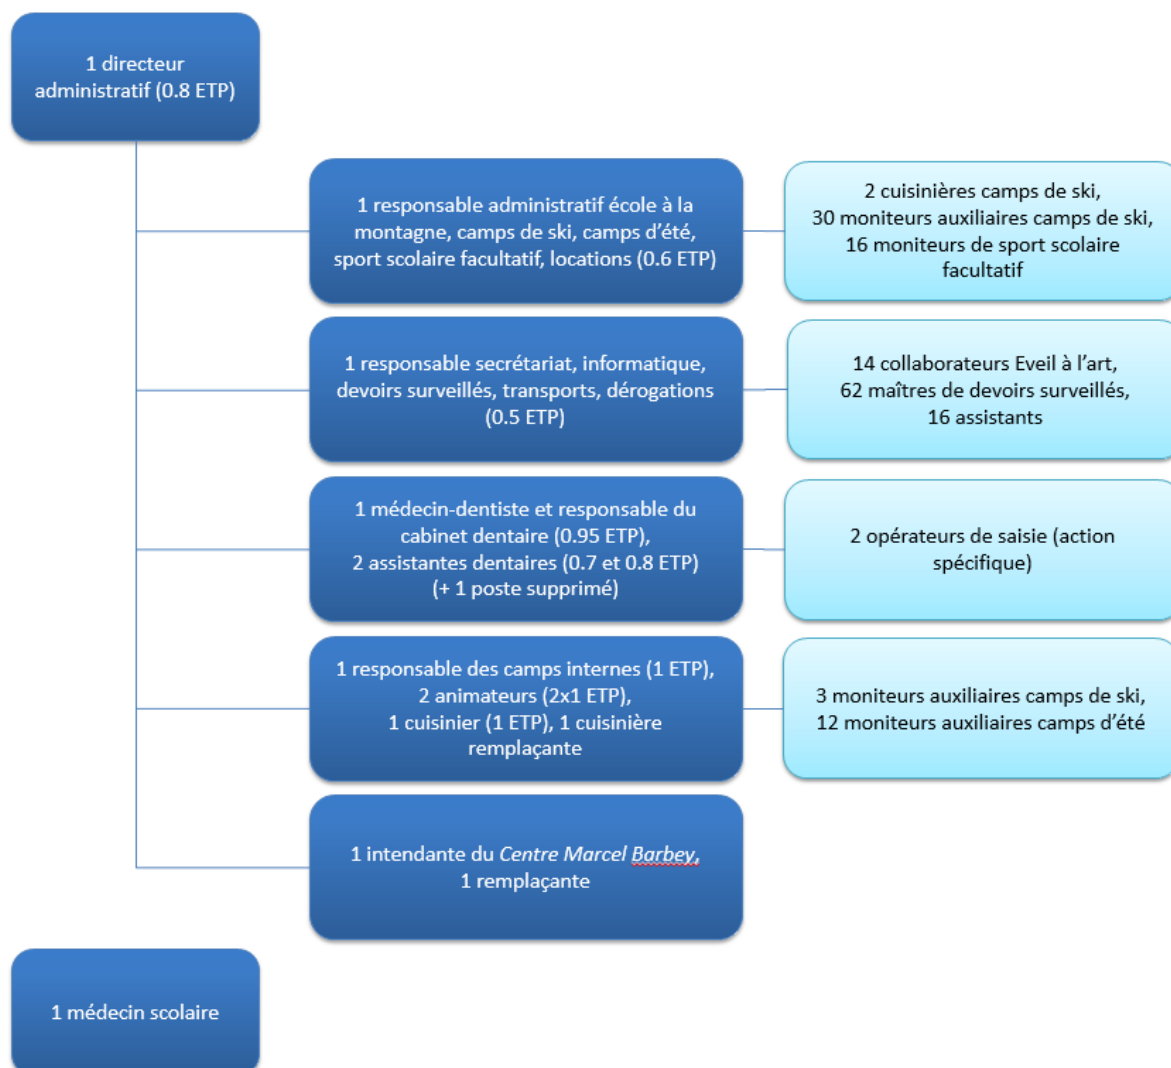 1 directeur
administratif (0.8 ETP)
1 responsable administratif école à la
montagne, camps de ski, camps d'été,
sport scolaire facultatif, locations (0.6 ETP)
2 cuisinières camps de ski,
30 moniteurs auxiliaires camps de ski,
16 moniteurs de sport scolaire
facultatif
1 responsable secrétariat, informatique,
devoirs surveillés, transports, dérogations
(0.5 ETP)
14 collaborateurs Eveil à l'art,
62 maîtres de devoirs surveillés,
16 assistants
1 médecin-dentiste et responsable du
cabinet dentaire (0.95 ETP),
2 assistantes dentaires (0.7 et 0.8 ETP)
(+ 1 poste supprimé)
2 opérateurs de saisie (action
spécifique)
1 responsable des camps internes (1 ETP),
2 animateurs (2x1 ETP),
1 cuisinier (1 ETP), 1 cuisinière
remplaçante
3 moniteurs auxiliaires camps de ski,
12 moniteurs auxiliaires camps d'été
1 intendante du Centre Marcel Barbey,
1 remplaçante
1 médecin scolaire